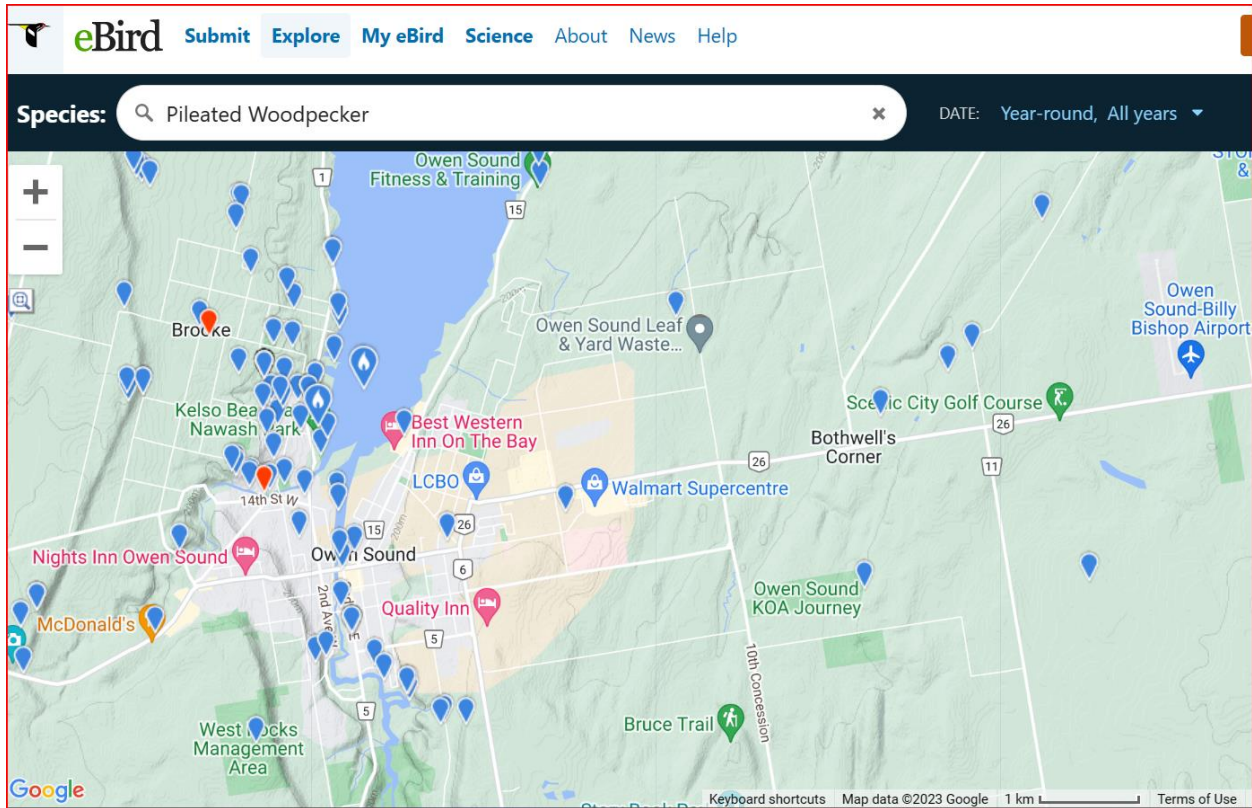 eBird Submit Explore My eBird Science About News Help
Species: Pileated Woodpecker DATE: Year-round, All years
+
−
1
Owen Sound
Fitness & Training
15
&
Brooke
Owen Sound Leaf
& Yard Waste...
Owen
Sound-Billy
Bishop Airport
Kelso Bea
Nawash Park
Best Western
Inn On The Bay
Scenic City Golf Course
26
Bothwell's
Corner
11
26
LCBO
Walmart Supercentre
14th St W
15
26
Nights Inn Owen Sound
Owen Sound
6
McDonald's
2nd Ave
Quality Inn
5
Owen Sound
KOA Journey
10th Concession
5
West Rocks
Management
Area
Bruce Trail
Google
Keyboard shortcuts Map data ©2023 Google 1 km Terms of Use